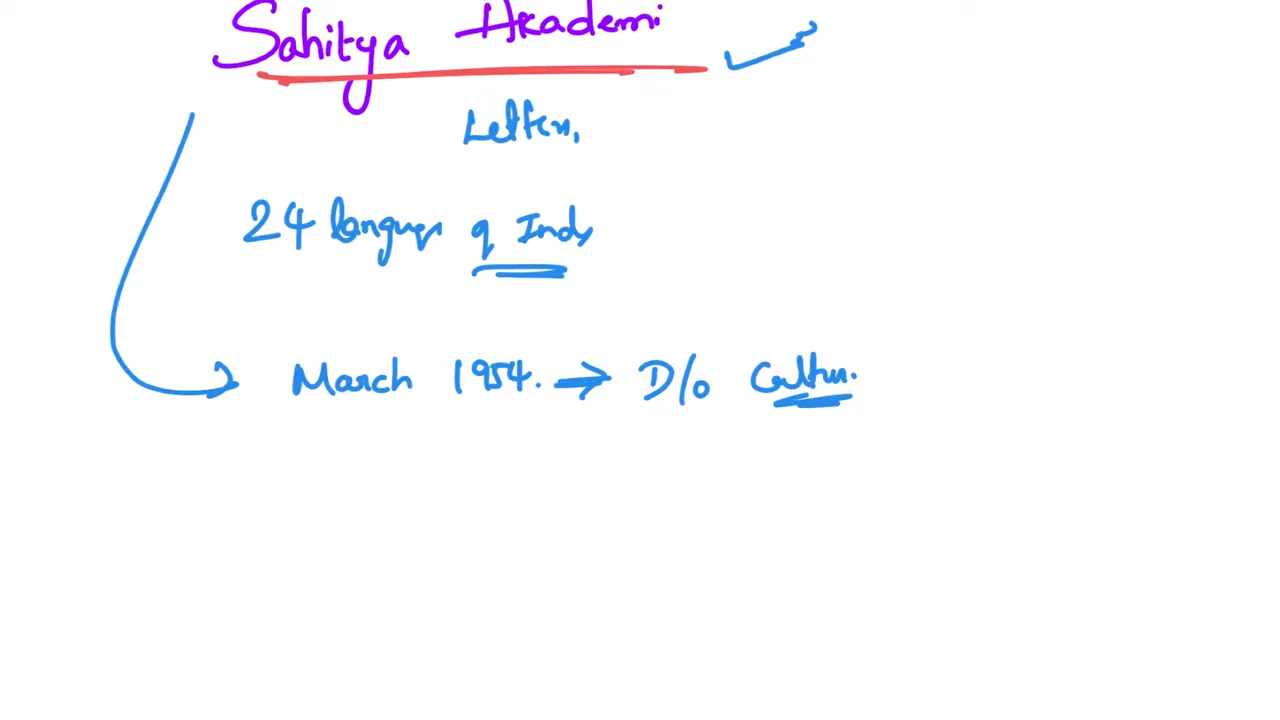 Sahitya Akademi
Letters,
24 languages of India
March 1954. → D/o Culture.